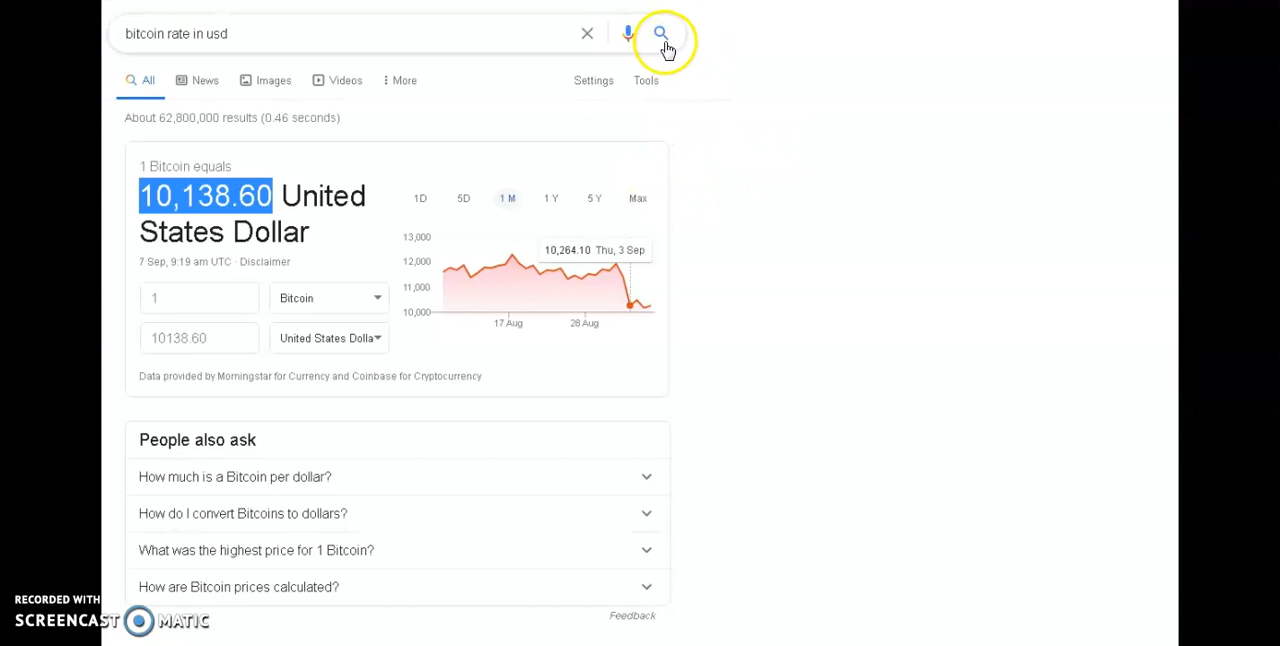 bitcoin rate in usd
All News Images Videos More Settings Tools
About 62,800,000 results (0.46 seconds)
1 Bitcoin equals
10,138.60 United
States Dollar
7 Sep, 9:19 am UTC · Disclaimer
1 Bitcoin
10138.60 United States Dolla
1D 5D 1 M 1 Y 5 Y Max
13,000
10,264.10 Thu, 3 Sep
12,000
11,000
10,000
17 Aug 28 Aug
Data provided by Morningstar for Currency and Coinbase for Cryptocurrency
People also ask
How much is a Bitcoin per dollar?
How do I convert Bitcoins to dollars?
What was the highest price for 1 Bitcoin?
How are Bitcoin prices calculated?
Feedback
RECORDED WITH
SCREENCAST MATIC